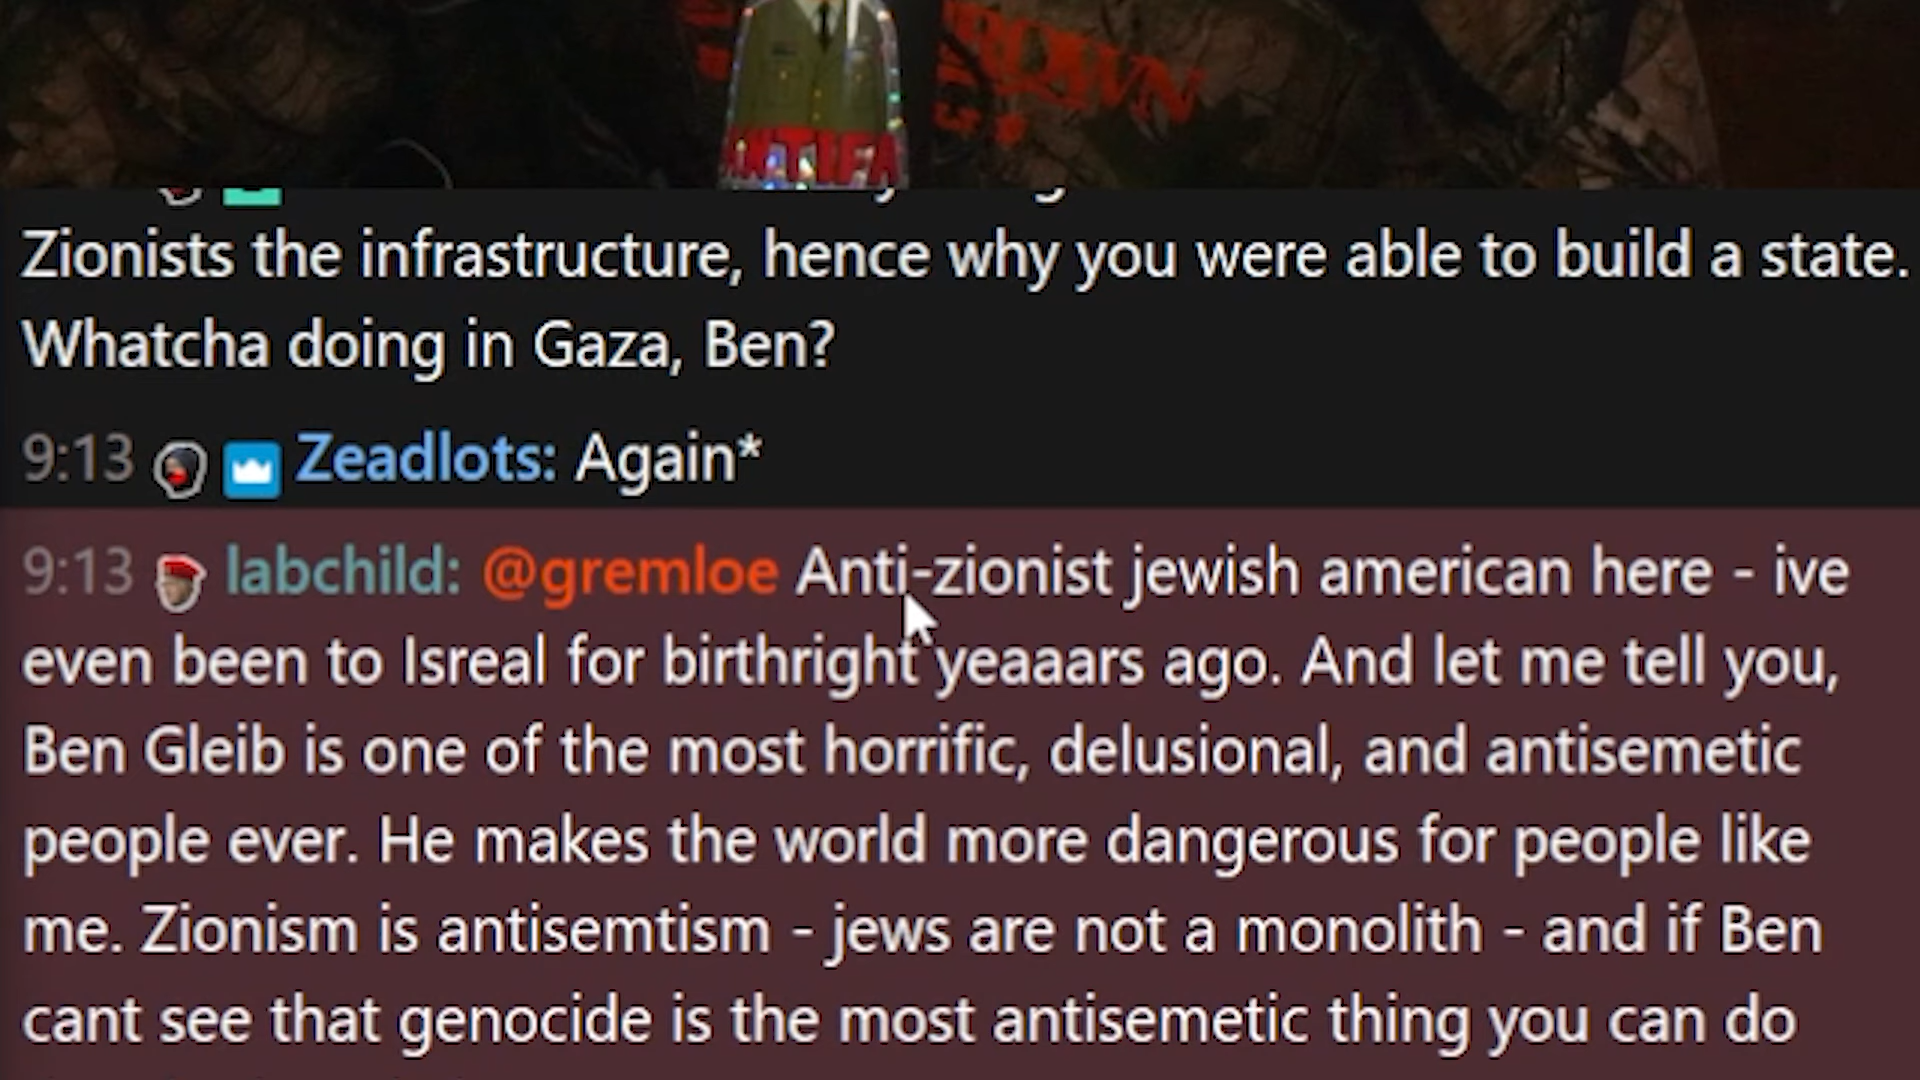 ANTIFA
Zionists the infrastructure, hence why you were able to build a state.
Whatcha doing in Gaza, Ben?
9:13 Zeadlots: Again*
9:13 labchild: @gremloe Anti-zionist jewish american here - ive
even been to Isreal for birthright yeaaars ago. And let me tell you,
Ben Gleib is one of the most horrific, delusional, and antisemetic
people ever. He makes the world more dangerous for people like
me. Zionism is antisemtism - jews are not a monolith - and if Ben
cant see that genocide is the most antisemetic thing you can do